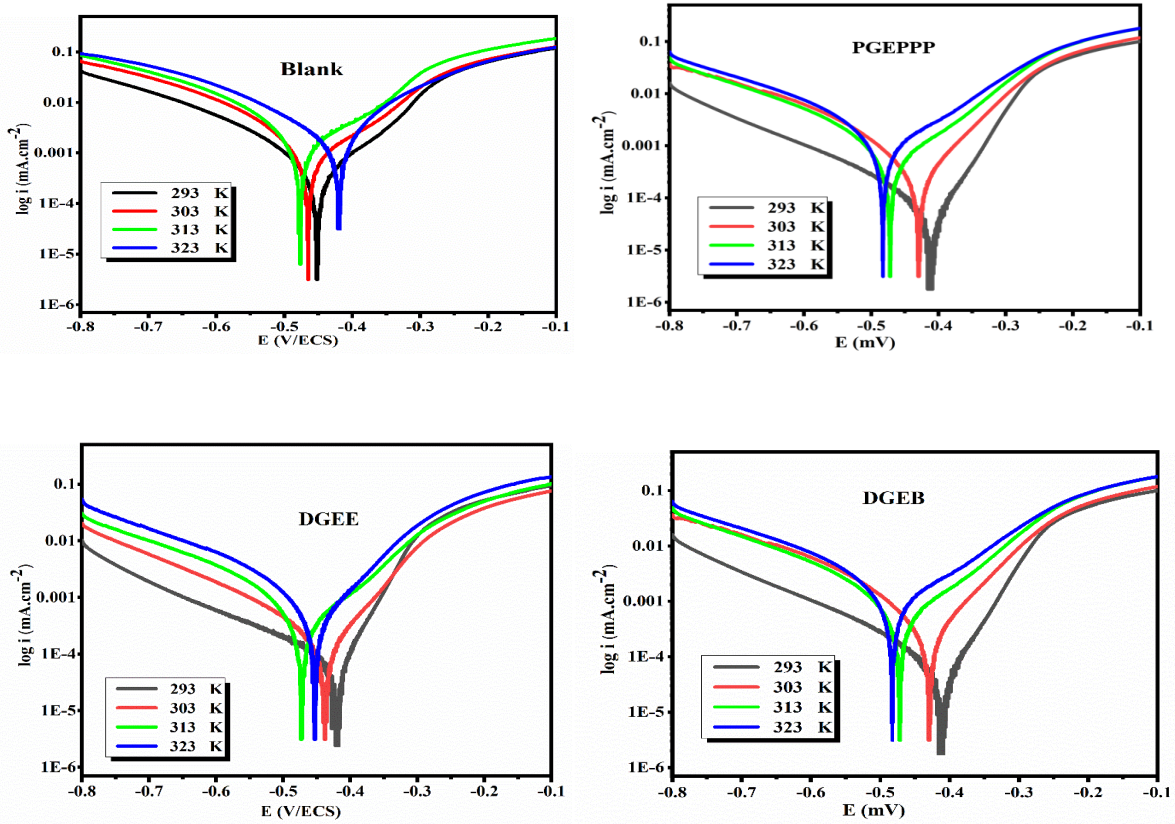 Blank
log i (mA.cm-2)
0.1
0.01
0.001
1E-4
1E-5
1E-6
293 K
303 K
313 K
323 K
-0.8 -0.7 -0.6 -0.5 -0.4 -0.3 -0.2 -0.1
E (V/ECS)
PGEPPP
log i (mA.cm-2)
0.1
0.01
0.001
1E-4
1E-5
1E-6
293 K
303 K
313 K
323 K
-0.8 -0.7 -0.6 -0.5 -0.4 -0.3 -0.2 -0.1
E (mV)
DGEE
log i (mA.cm-2)
0.1
0.01
0.001
1E-4
1E-5
1E-6
293 K
303 K
313 K
323 K
-0.8 -0.7 -0.6 -0.5 -0.4 -0.3 -0.2 -0.1
E (V/ECS)
DGEB
log i (mA.cm-2)
0.1
0.01
0.001
1E-4
1E-5
1E-6
293 K
303 K
313 K
323 K
-0.8 -0.7 -0.6 -0.5 -0.4 -0.3 -0.2 -0.1
E (mV)